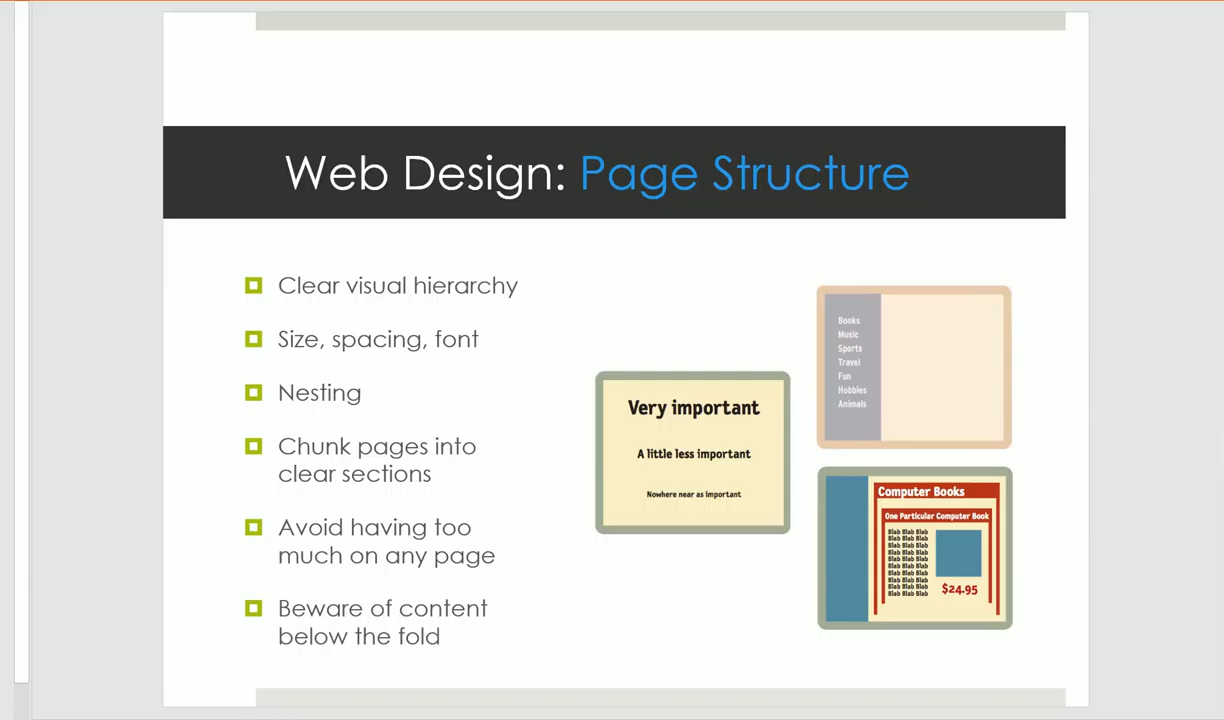 Web Design: Page Structure
Clear visual hierarchy
Size, spacing, font
Nesting
Chunk pages into
clear sections
Avoid having too
much on any page
Beware of content
below the fold
Very important
A little less important
Nowhere near as important
Books
Music
Sports
Travel
Fun
Hobbies
Animals
Computer Books
One Particular Computer Book
Blab Blab Blab
Blab Blab Blab
Blab Blab Blab
Blab Blab Blab
Blab Blab Blab
Blab Blab Blab
Blab Blab Blab
Blab Blab Blab
Blab Blab Blab
Blab Blab Blab
$24.95